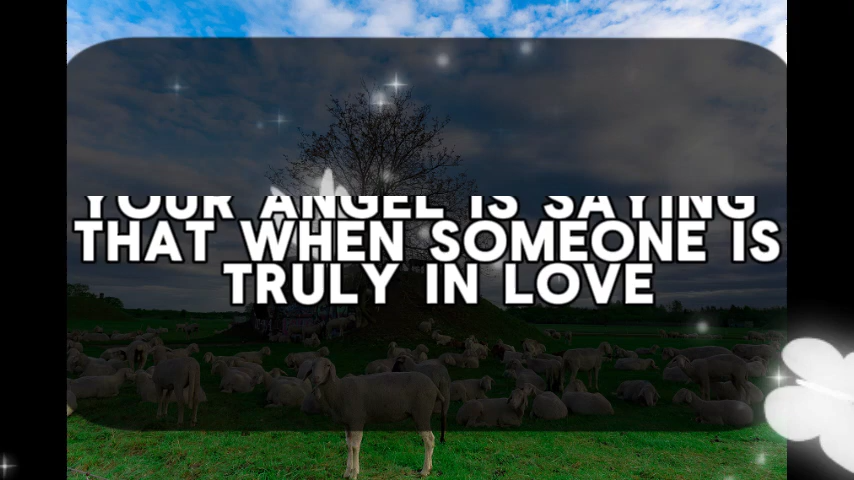 YOUR ANGEL IS SAYING
THAT WHEN SOMEONE IS
TRULY IN LOVE